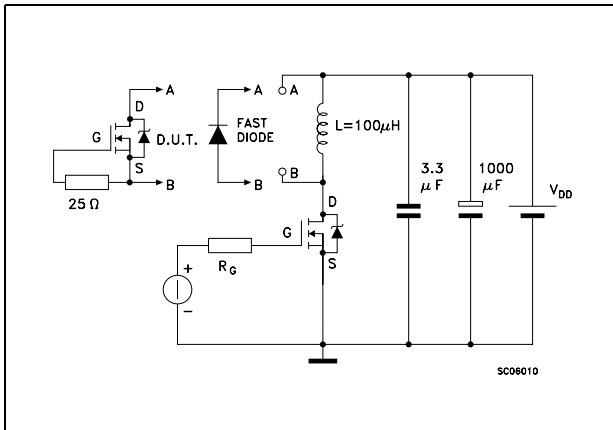 A
A
A
D
G
D.U.T.
FAST
DIODE
L=100μH
S
B
B
B
25 Ω
3.3
μF
1000
μF
V_DD
D
G
S
R_G
+
−
SC06010